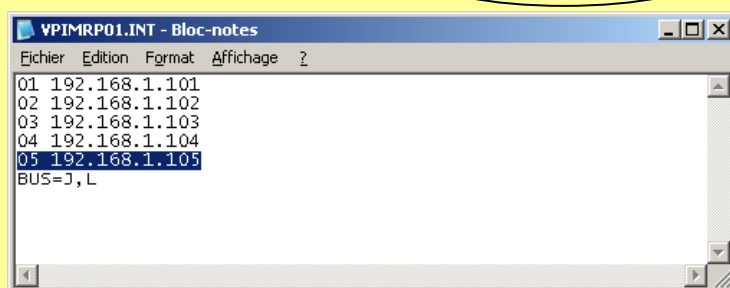 VPIMRP01.INT - Bloc-notes
Fichier Edition Format Affichage ?
01 192.168.1.101
02 192.168.1.102
03 192.168.1.103
04 192.168.1.104
05 192.168.1.105
BUS=J,L